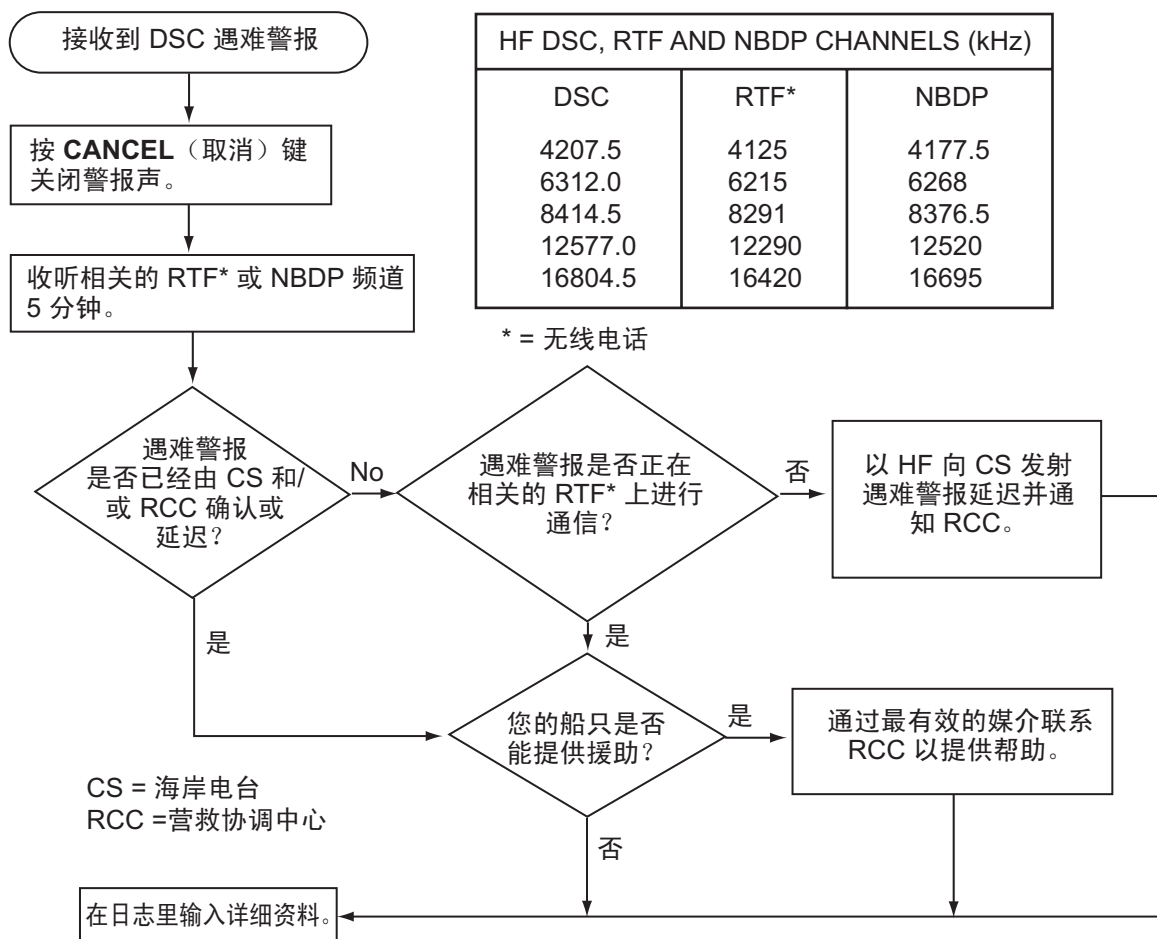 接收到 DSC 遇难警报
按 CANCEL（取消）键
关闭警报声。
收听相关的 RTF* 或 NBDP 频道
5 分钟。
HF DSC, RTF AND NBDP CHANNELS (kHz)
DSC RTF* NBDP
4207.5 4125 4177.5
6312.0 6215 6268
8414.5 8291 8376.5
12577.0 12290 12520
16804.5 16420 16695
* = 无线电话
遇难警报
是否已经由 CS 和/
或 RCC 确认或
延迟？
No
遇难警报是否正在
相关的 RTF* 上进行
通信？
否
以 HF 向 CS 发射
遇难警报延迟并通
知 RCC。
是
是
您的船只是否
能提供援助？
是
通过最有效的媒介联系
RCC 以提供帮助。
CS = 海岸电台
RCC =营救协调中心
否
在日志里输入详细资料。